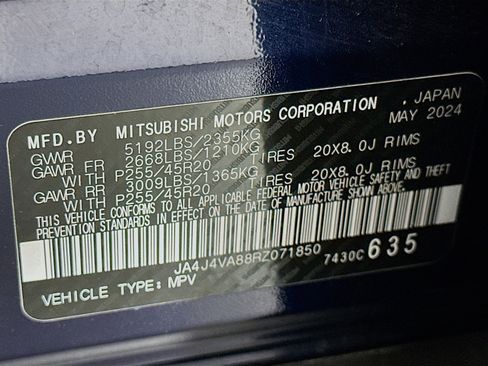 MFD.BY MITSUBISHI MOTORS CORPORATION , JAPAN
GVWR 5192LBS/2355KG MAY 2024
GAWR FR 2668LBS/1210KG TIRES 20X8.0J RIMS
WITH P255/45R20
GAWR RR 3009LBS/1365KG TIRES 20X8.0J RIMS
WITH P255/45R20
THIS VEHICLE CONFORMS TO ALL APPLICABLE FEDERAL MOTOR VEHICLE SAFETY AND THEFT
PREVENTION STANDARDS IN EFFECT ON THE DATE OF MANUFACTURE SHOWN ABOVE.
JA4J4VA88RZ071850 7430C635
VEHICLE TYPE: MPV